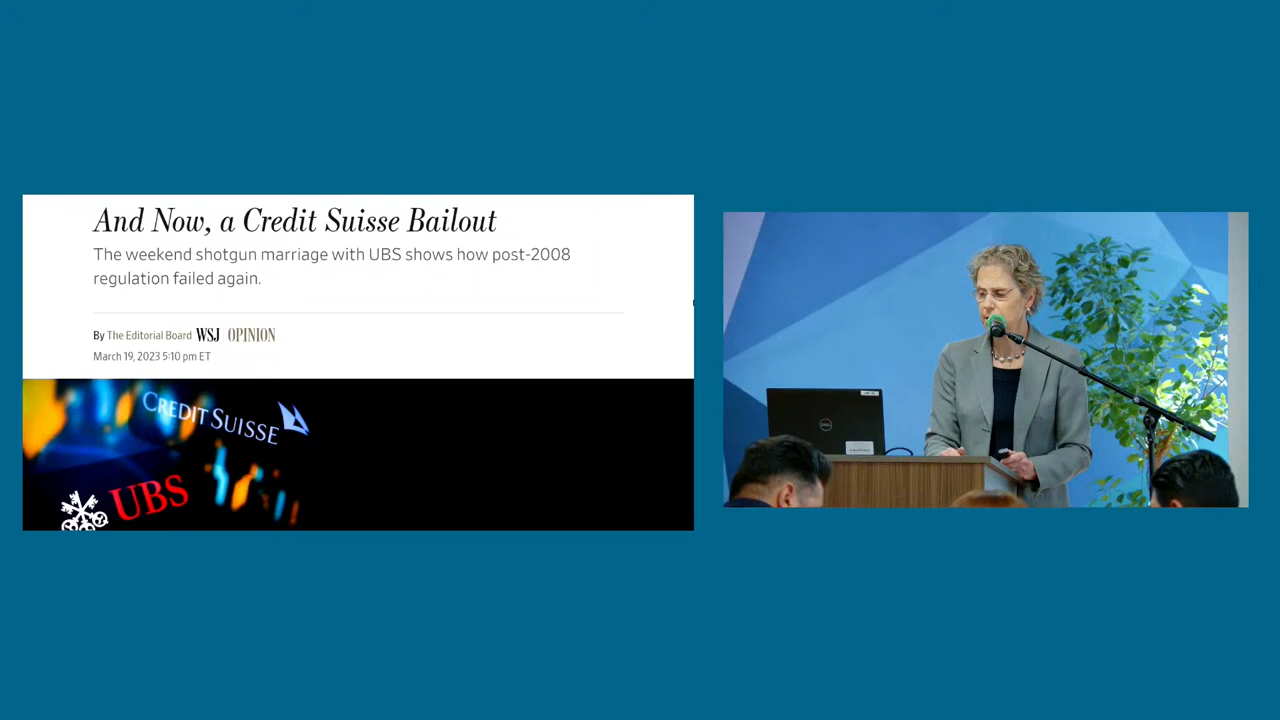 And Now, a Credit Suisse Bailout
The weekend shotgun marriage with UBS shows how post-2008
regulation failed again.
By The Editorial Board WSJ OPINION
March 19, 2023 5:10 pm ET
CREDIT SUISSE
UBS
DELL